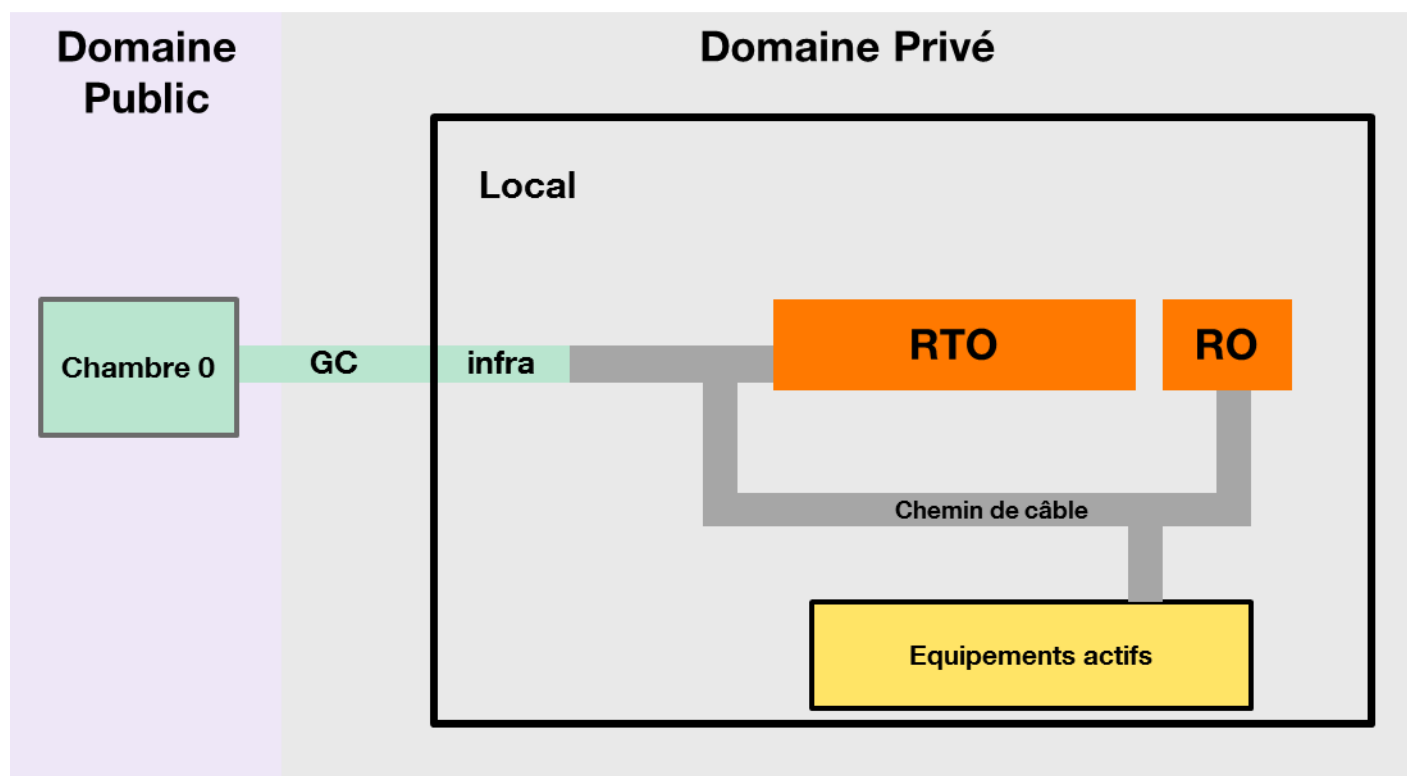 Domaine
Public
Domaine Privé
Local
Chambre 0
GC
infra
RTO
RO
Chemin de câble
Equipements actifs